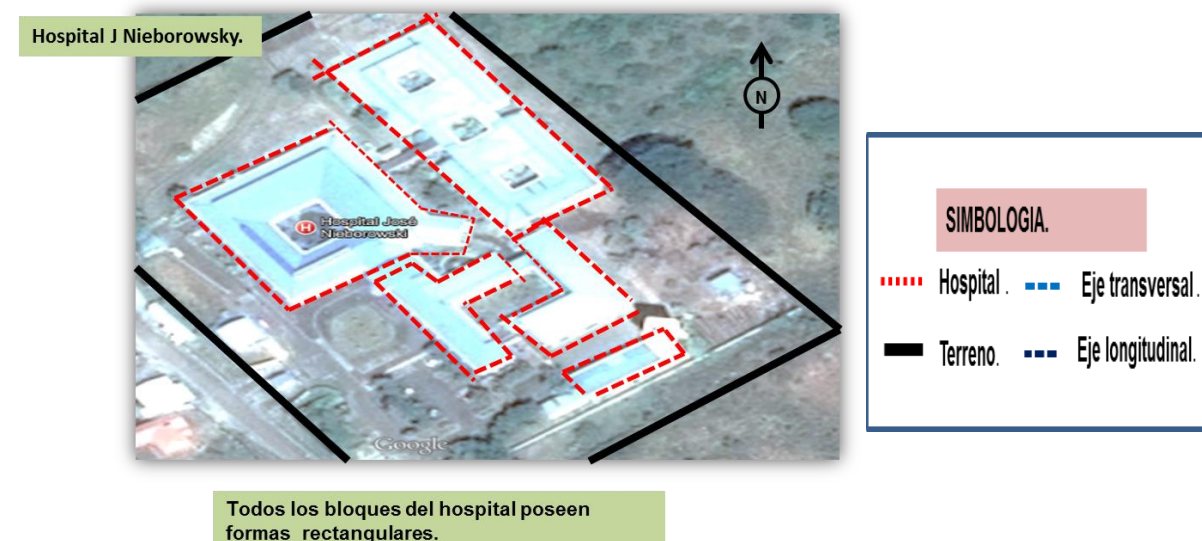 Hospital J Nieborowsky.
N
H
Hospital José
Nieborowski
Google
SIMBOLOGIA.
Hospital .
Eje transversal.
Terreno.
Eje longitudinal.
Todos los bloques del hospital poseen
formas rectangulares.